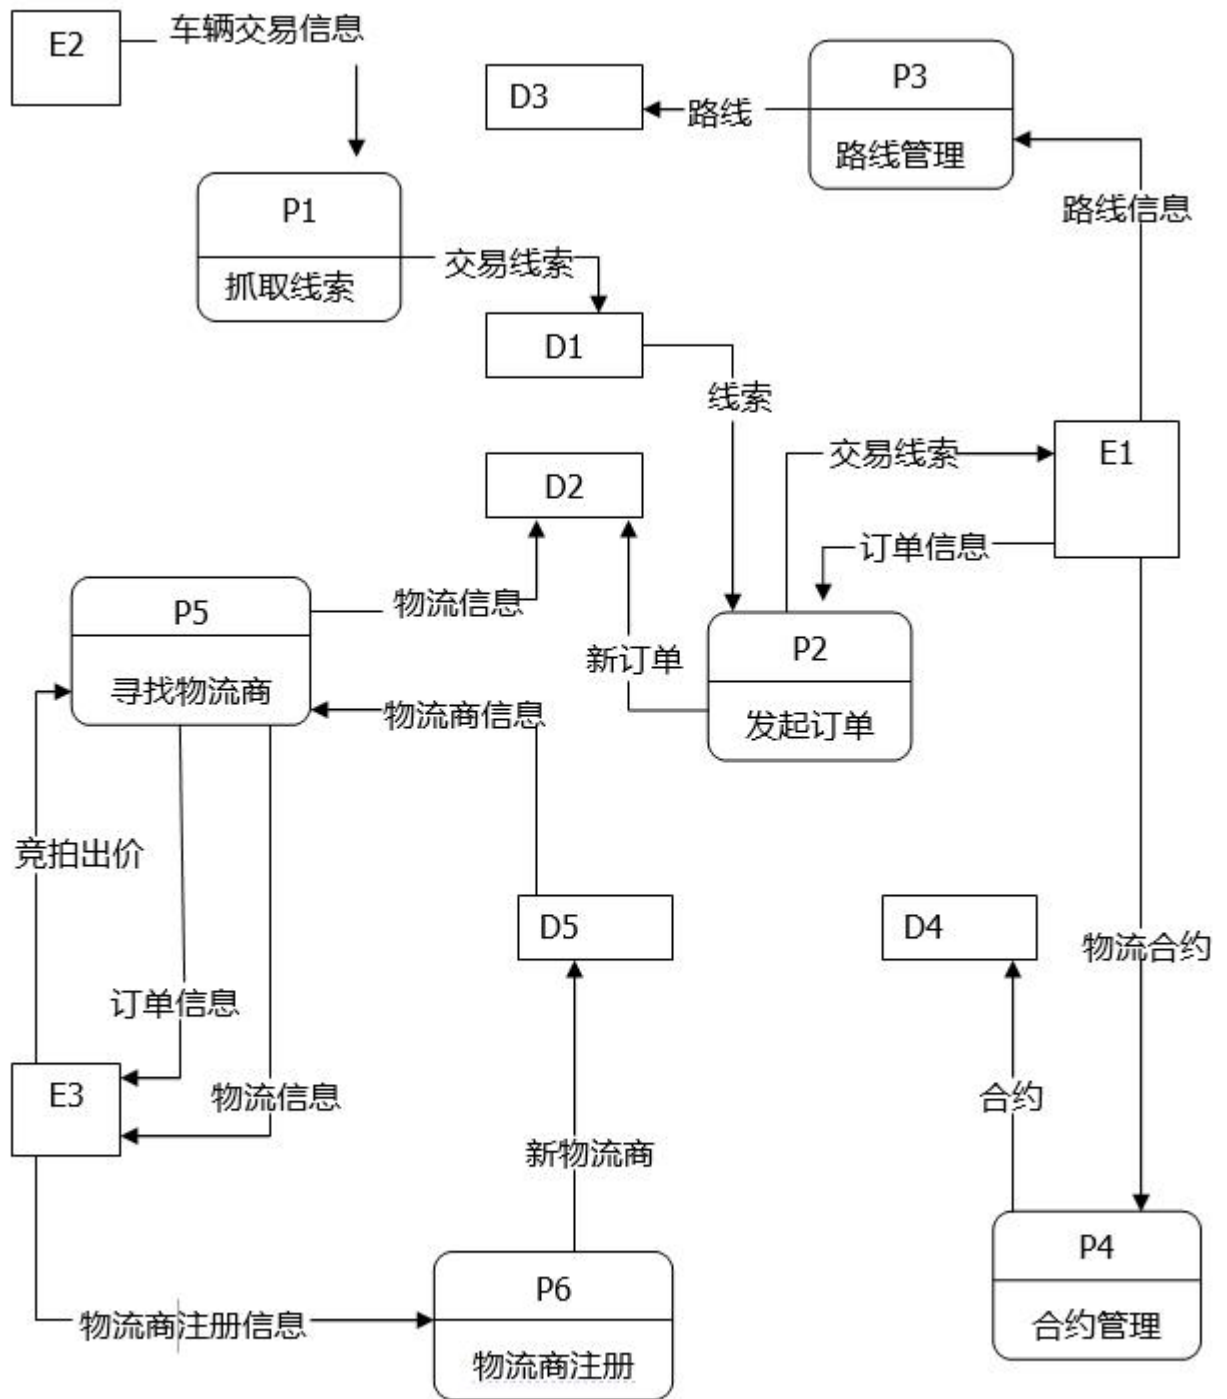 E2
车辆交易信息
D3
路线
P3
路线管理
路线信息
P1
抓取线索
交易线索
D1
线索
D2
交易线索
E1
订单信息
P5
寻找物流商
物流信息
新订单
P2
发起订单
物流商信息
竞拍出价
D5
D4
物流合约
订单信息
E3
物流信息
合约
新物流商
P4
合约管理
P6
物流商注册
物流商注册信息